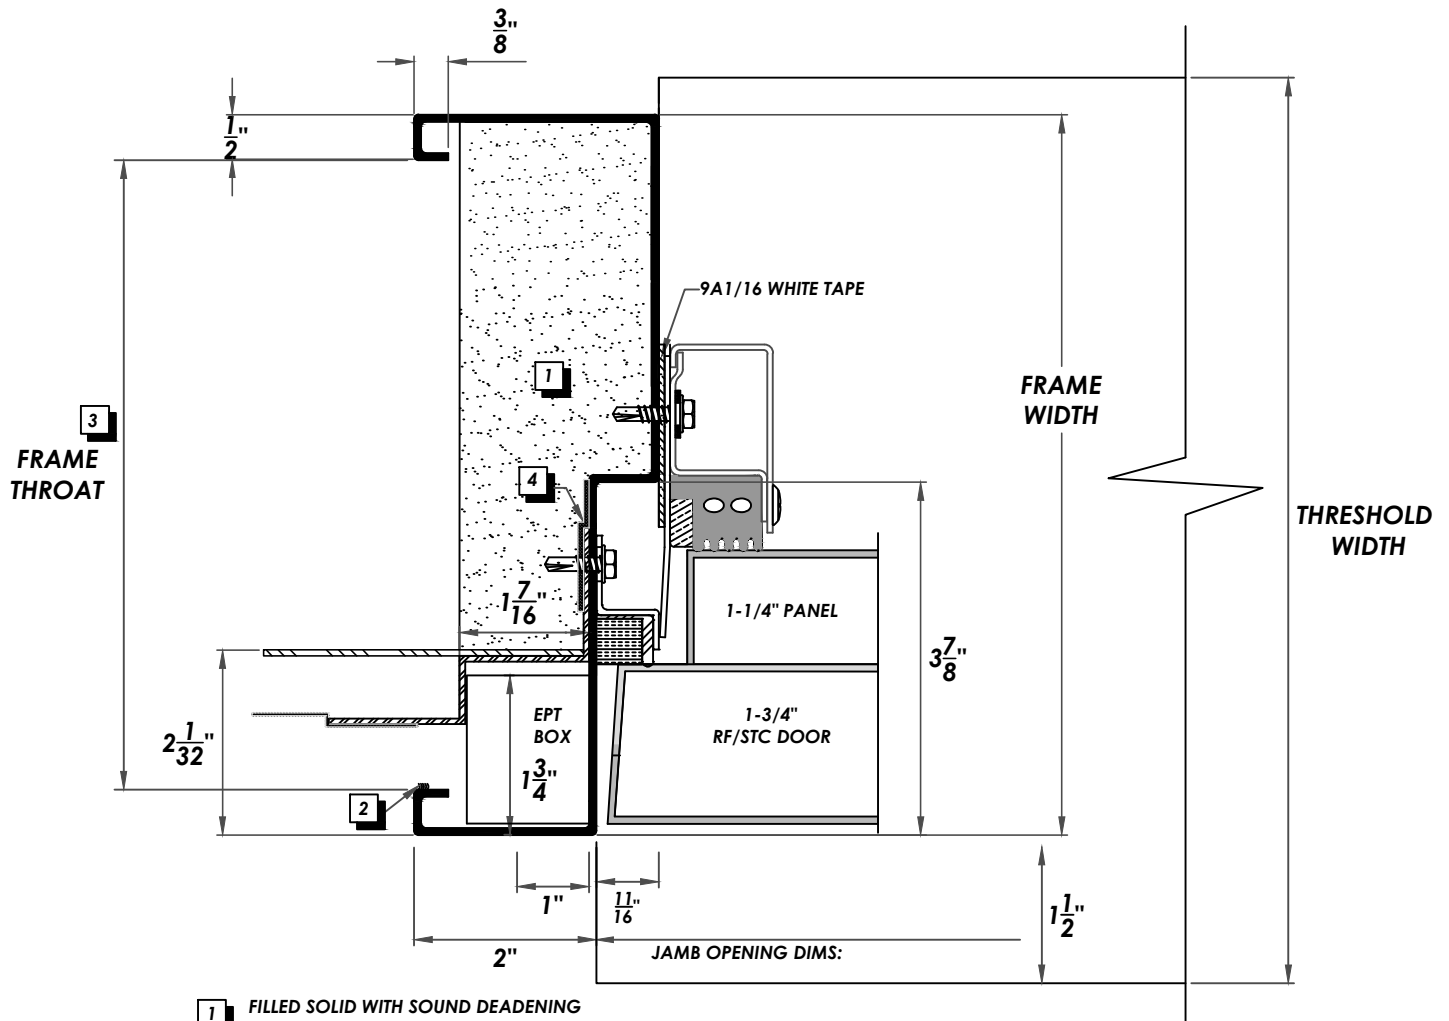 3/8"
1/2"
9A1/16 WHITE TAPE
1
FRAME
WIDTH
3
FRAME
THROAT
4
THRESHOLD
WIDTH
1 7/16"
1-1/4" PANEL
3 7/8"
EPT
BOX
1-3/4"
RF/STC DOOR
2 1/32"
1 3/4"
2
1"
11/16"
1 1/2"
2"
JAMB OPENING DIMS:
1 FILLED SOLID WITH SOUND DEADENING